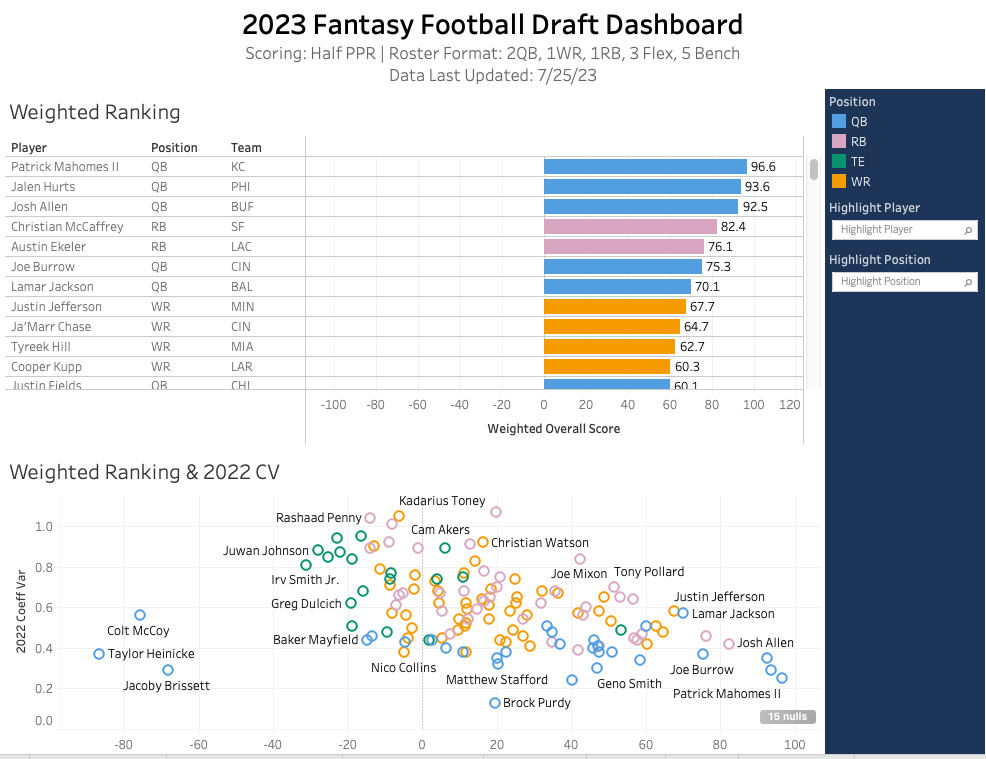 2023 Fantasy Football Draft Dashboard
Scoring: Half PPR | Roster Format: 2QB, 1WR, 1RB, 3 Flex, 5 Bench
Data Last Updated: 7/25/23
Weighted Ranking
Player Position Team
Patrick Mahomes II QB KC 96.6
Jalen Hurts QB PHI 93.6
Josh Allen QB BUF 92.5
Christian McCaffrey RB SF 82.4
Austin Ekeler RB LAC 76.1
Joe Burrow QB CIN 75.3
Lamar Jackson QB BAL 70.1
Justin Jefferson WR MIN 67.7
Ja'Marr Chase WR CIN 64.7
Tyreek Hill WR MIA 62.7
Cooper Kupp WR LAR 60.3
Justin Fields QB CHI 60.1
-100 -80 -60 -40 -20 0 20 40 60 80 100 120
Weighted Overall Score
Position
QB
RB
TE
WR
Highlight Player
Highlight Player
Highlight Position
Highlight Position
Weighted Ranking & 2022 CV
2022 Coeff Var
1.0
0.8
0.6
0.4
0.2
0.0
Kadarius Toney
Rashaad Penny
Cam Akers
Christian Watson
Juwan Johnson
Irv Smith Jr.
Joe Mixon
Tony Pollard
Greg Dulcich
Justin Jefferson
Lamar Jackson
Colt McCoy
Baker Mayfield
Josh Allen
Taylor Heinicke
Nico Collins
Joe Burrow
Jacoby Brissett
Matthew Stafford
Geno Smith
Patrick Mahomes II
Brock Purdy
15 nulls
-80 -60 -40 -20 0 20 40 60 80 100